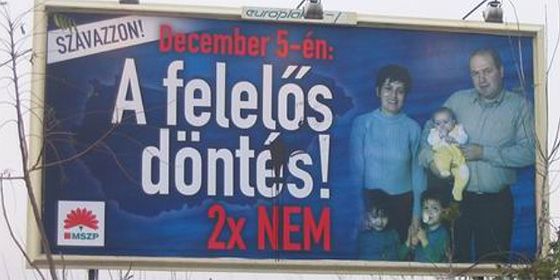 europlakát
SZAVAZZON!
December 5-én:
A felelős
döntés!
2x NEM
MSZP